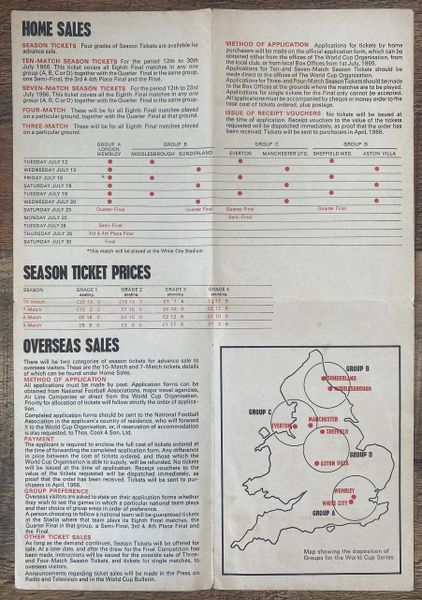 HOME SALES
SEASON TICKETS Four grades of Season Tickets are available for
advance sale.
TEN-MATCH SEASON TICKETS For the period 12th to 30th
July 1966. This ticket covers all Eighth Final matches in any one
group (A, B, C or D) together with the Quarter Final in the same group,
one Semi-Final, the 3rd & 4th Place Final and the Final.
SEVEN-MATCH SEASON TICKETS For the period 12th to 23rd
July 1966. This ticket covers all Eighth Final matches in any one
group (A, B, C or D) together with the Quarter Final in the same
group.
FOUR-MATCH These will be for all Eighth Final matches played
on a particular ground, together with the Quarter Final at that ground.
THREE-MATCH These will be for all Eighth Final matches played
on a particular ground.
METHOD OF APPLICATION Applications for tickets by home
purchasers will be made on the official application form, which can be
obtained either from the offices of The World Cup Organisation, from
the local club, or from local Box Offices from 1st July, 1965.
Applications for Ten-and Seven-Match Season Tickets should be
made direct to the offices of The World Cup Organisation.
Applications for Three-and Four-Match Season Tickets should be made
to the Box Offices at the grounds where the matches are to be played.
Applications for single tickets for the Final only cannot be accepted.
All applications must be accompanied by cheque or money order to the
total cost of tickets ordered, plus postage.
ISSUE OF RECEIPT VOUCHERS No tickets will be issued at
the time of application. Receipt vouchers to the value of the tickets
requested will be dispatched immediately, as proof that the order has
been received. Tickets will be sent to purchasers in April, 1966.
GROUP A GROUP B GROUP C GROUP D
LONDON
WEMBLEY MIDDLESBROUGH SUNDERLAND EVERTON MANCHESTER UTD. SHEFFIELD WED. ASTON VILLA
TUESDAY JULY 12
WEDNESDAY JULY 13
FRIDAY JULY 15 *
SATURDAY JULY 16
TUESDAY JULY 19
WEDNESDAY JULY 20
SATURDAY JULY 23 Quarter Final Quarter Final Quarter Final Quarter Final
MONDAY JULY 25 Semi-Final
TUESDAY JULY 26 Semi-Final
THURSDAY JULY 28 3rd & 4th Place Final
SATURDAY JULY 30 Final
*This match will be played at the White City Stadium
SEASON TICKET PRICES
SEASON GRADE 1 GRADE 2 GRADE 3 GRADE 4
seating seating standing standing
10-Match
7-Match
4-Match
3-Match
OVERSEAS SALES
There will be two categories of season tickets for advance sale to
overseas visitors. These are the 10-Match and 7-Match tickets, details
of which can be found under Home Sales.
METHOD OF APPLICATION
All applications must be made by post. Application forms can be
obtained from National Football Associations, major travel agencies,
Air Line Companies or direct from the World Cup Organisation.
Priority for allocation of tickets will follow strictly the order of applica-
tion.
Completed application forms should be sent to the National Football
Association in the applicant's country of residence, who will forward
it to the World Cup Organisation, or, if reservation of accommodation
is also requested, to Thos. Cook & Son, Ltd.
PAYMENT
The applicant is required to enclose the full cost of tickets ordered at
the time of forwarding the completed application form. Any difference
in price between the cost of tickets ordered, and those which the
World Cup Organisation is able to supply, will be refunded. No tickets
will be issued at the time of application. Receipt vouchers to the
value of the tickets requested will be dispatched immediately, as
proof that the order has been received. Tickets will be sent to pur-
chasers in April, 1966.
GROUP PREFERENCE
Overseas visitors are asked to state on their application forms whether
they wish to see the games in which a particular national team plays
and their choice of group areas in order of preference.
A person choosing to follow a national team will be guaranteed tickets
at the Stadia where that team plays its Eighth Final matches, the
Quarter Final in that group, a Semi-Final, 3rd & 4th Place Final and
the Final.
OTHER TICKET SALES
As long as the demand continues, Season Tickets will be offered for
sale. At a later date, and after the draw for the Final Competition has
been made, instructions will be issued for the possible sale of Three-
and Four-Match Season Tickets, and tickets for single matches, to
overseas visitors.
Announcements regarding ticket sales will be made in the Press, on
Radio and Television and in the World Cup Bulletin.
GROUP B
SUNDERLAND
MIDDLESBROUGH
GROUP C
MANCHESTER
EVERTON
SHEFFIELD
GROUP D
ASTON VILLA
WEMBLEY
WHITE CITY
GROUP A
Map showing the disposition of
Groups for the World Cup Series